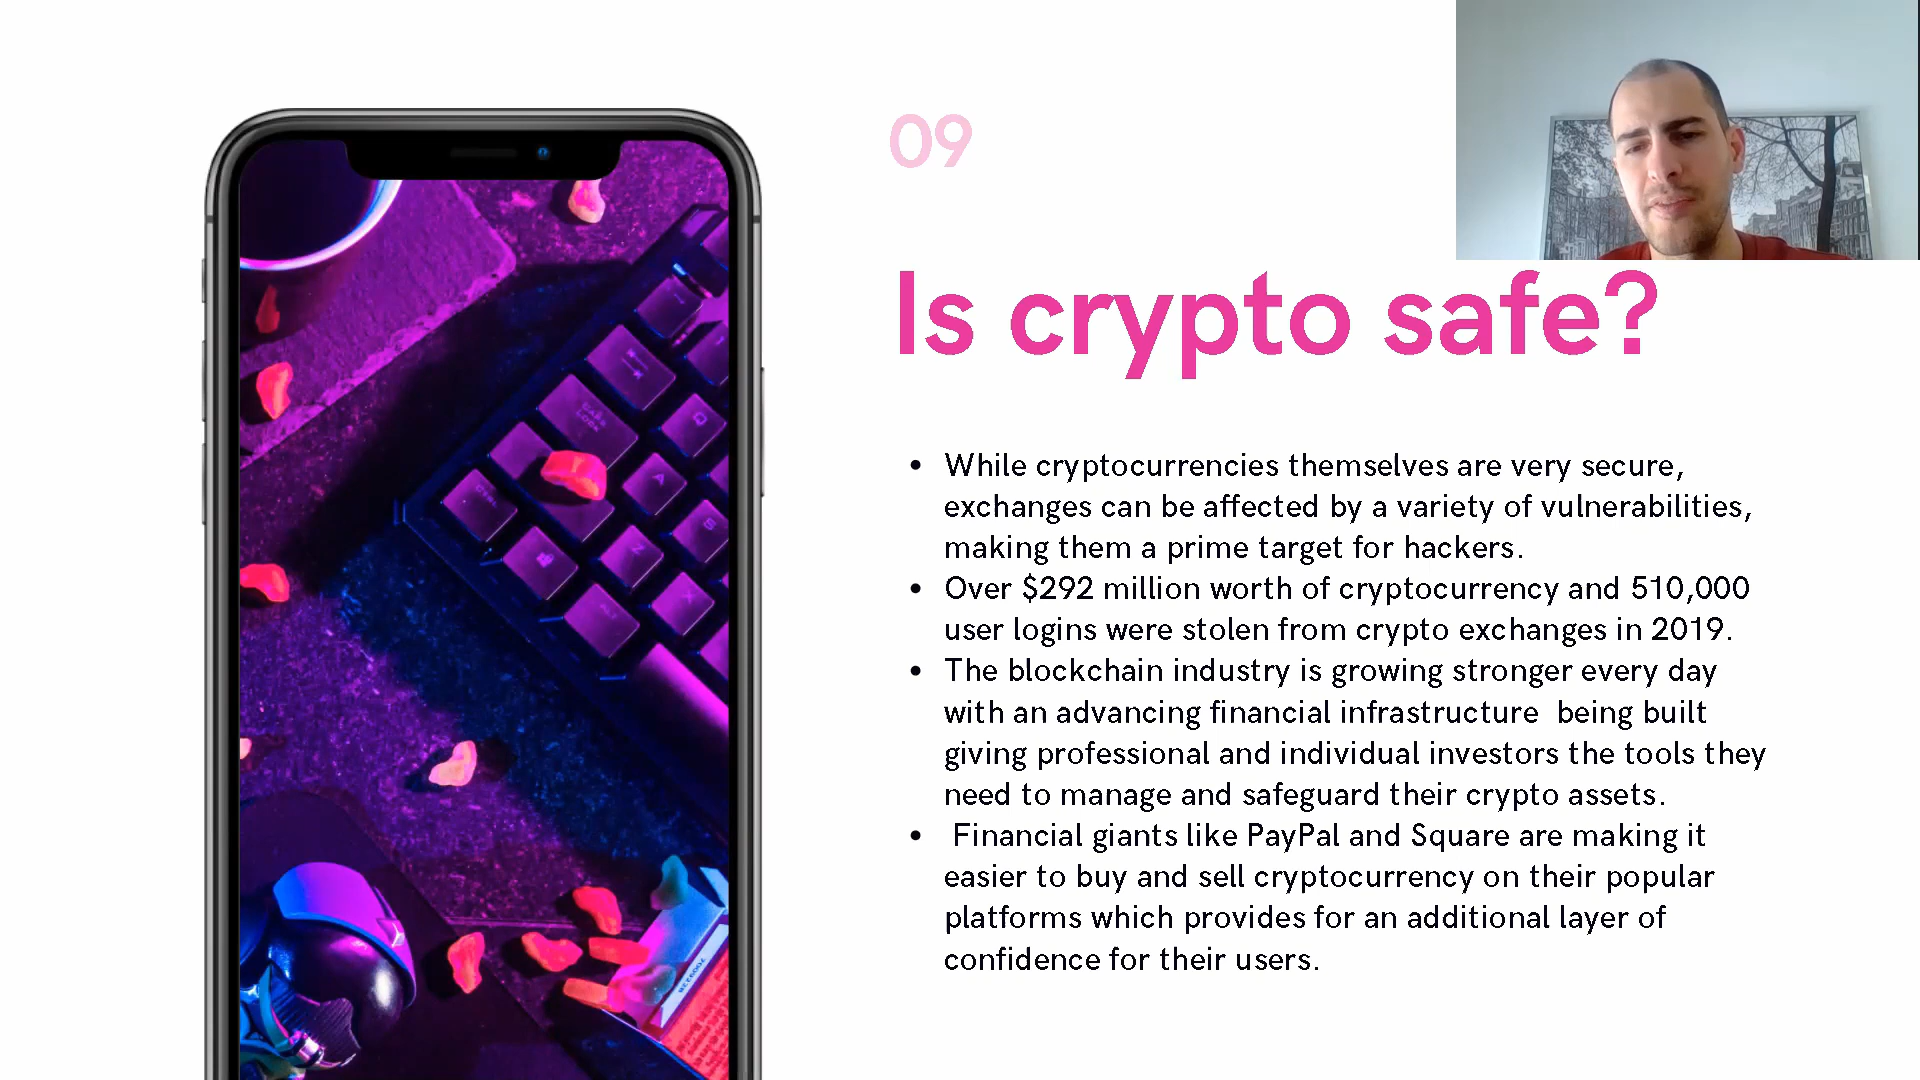 09
Is crypto safe?
• While cryptocurrencies themselves are very secure,
exchanges can be affected by a variety of vulnerabilities,
making them a prime target for hackers.
• Over $292 million worth of cryptocurrency and 510,000
user logins were stolen from crypto exchanges in 2019.
• The blockchain industry is growing stronger every day
with an advancing financial infrastructure  being built
giving professional and individual investors the tools they
need to manage and safeguard their crypto assets.
•  Financial giants like PayPal and Square are making it
easier to buy and sell cryptocurrency on their popular
platforms which provides for an additional layer of
confidence for their users.
CAPS
LOCK
Q
A
S
CTRL
Z
X
ALT